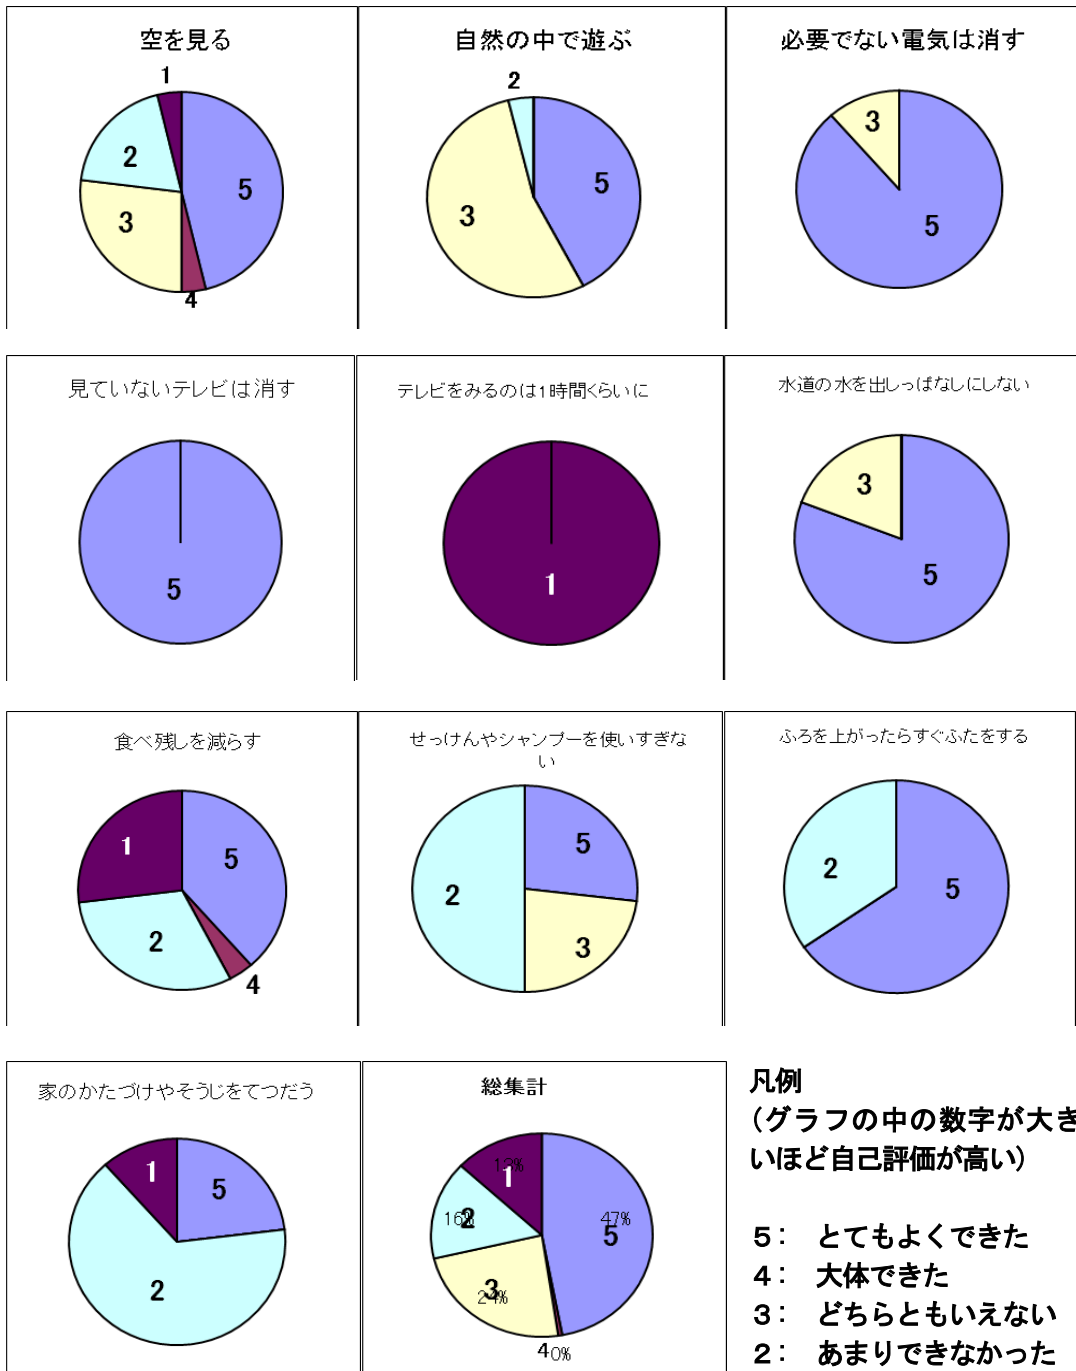 空を見る
1
2
5
3
4
自然の中で遊ぶ
2
5
3
必要でない電気は消す
3
5
見ていないテレビは消す
5
テレビをみるのは1時間くらいに
1
水道の水を出しっぱなしにしない
3
5
食べ残しを減らす
1
5
2
4
せっけんやシャンプーを使いすぎな
い
5
2
3
ふろを上がったらすぐふたをする
2
5
家のかたづけやそうじをてつだう
1
5
2
総集計
1
16%
2
47%
5
3
4 0%
凡例
(グラフの中の数字が大き
いほど自己評価が高い)
5: とてもよくできた
4: 大体できた
3: どちらともいえない
2: あまりできなかった